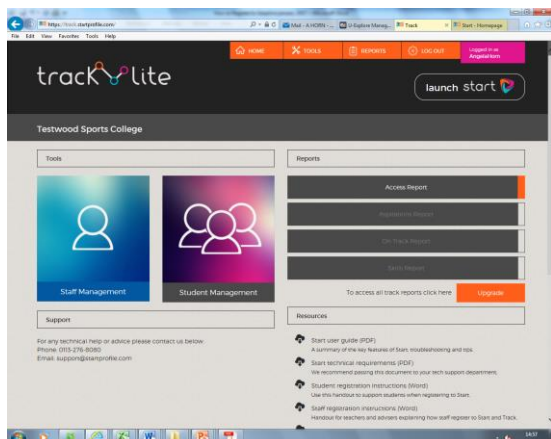 https://track.startprofile.com/
Mail - A HORN - ...
U-Explore Manag...
Track
Start - Homepage
File Edit View Favorites Tools Help
HOME
TOOLS
REPORTS
LOG OUT
Logged in as
AngelaHorn
track lite
launch start
Testwood Sports College
Tools
Reports
Access Report
Aspirations Report
On Track Report
Staff Management
Student Management
To access all track reports click here
Upgrade
Support
Resources
For any technical help or advice please contact us below.
Phone: 0113-276-8080
Email: support@startprofile.com
Start user guide (PDF)
A summary of the key features of Start, troubleshooting and tips.
Start technical requirements (PDF)
We recommend passing this document to your tech support department.
Student registration instructions (Word)
Use this handout to support students when registering to Start.
Staff registration instructions (Word)
Handout for teachers and advisers explaining how staff register to Start and Track.
14:37